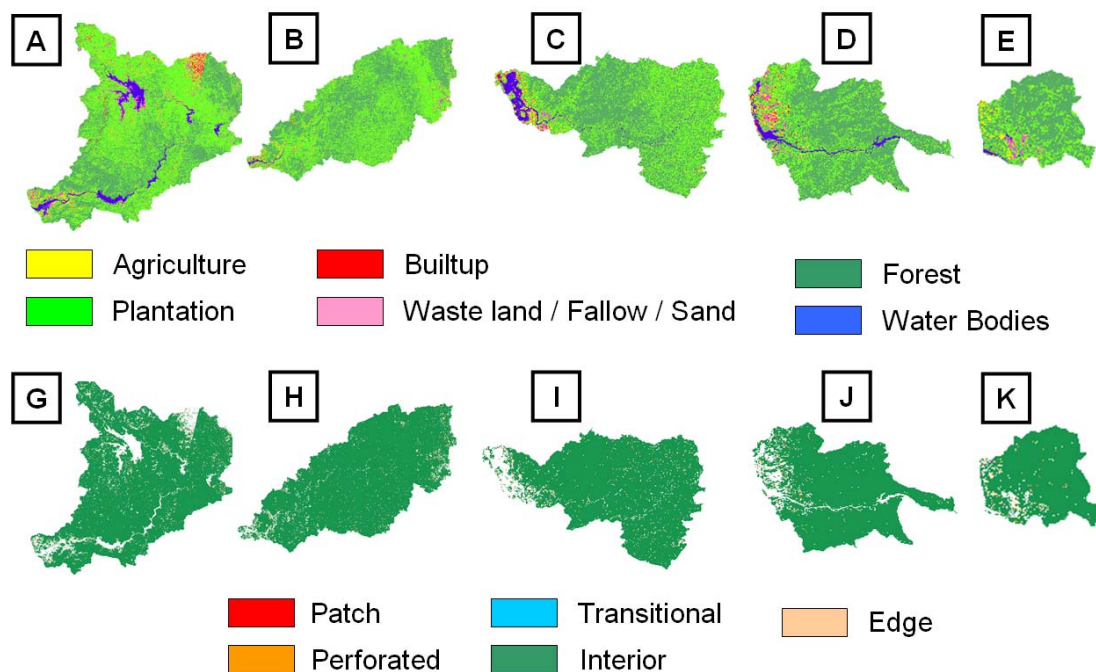 A
B
C
D
E
Agriculture
Builtup
Forest
Plantation
Waste land / Fallow / Sand
Water Bodies
G
H
I
J
K
Patch
Transitional
Edge
Perforated
Interior